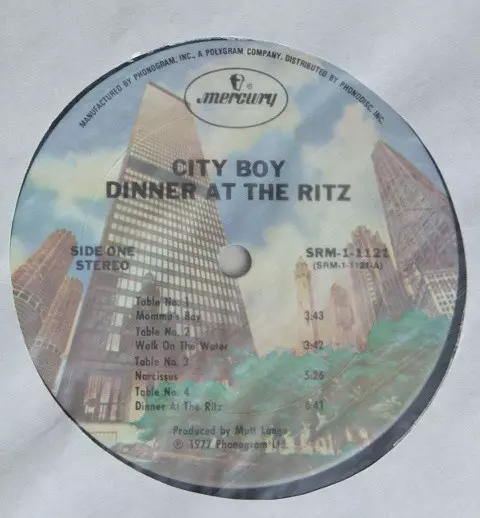 MANUFACTURED BY PHONOGRAM, INC., A POLYGRAM COMPANY, DISTRIBUTED BY PHONODISC, INC.
mercury
CITY BOY
DINNER AT THE RITZ
SIDE ONE
STEREO
SRM-1-1121
(SRM-1-1121-A)
Table No. 1
Momma's Boy 3:43
Table No. 2
Walk On The Water 3:42
Table No. 3
Narcissus 5:26
Table No. 4
Dinner At The Ritz 6:41
Produced by Mutt Lange
℗ 1977 Phonogram Ltd.